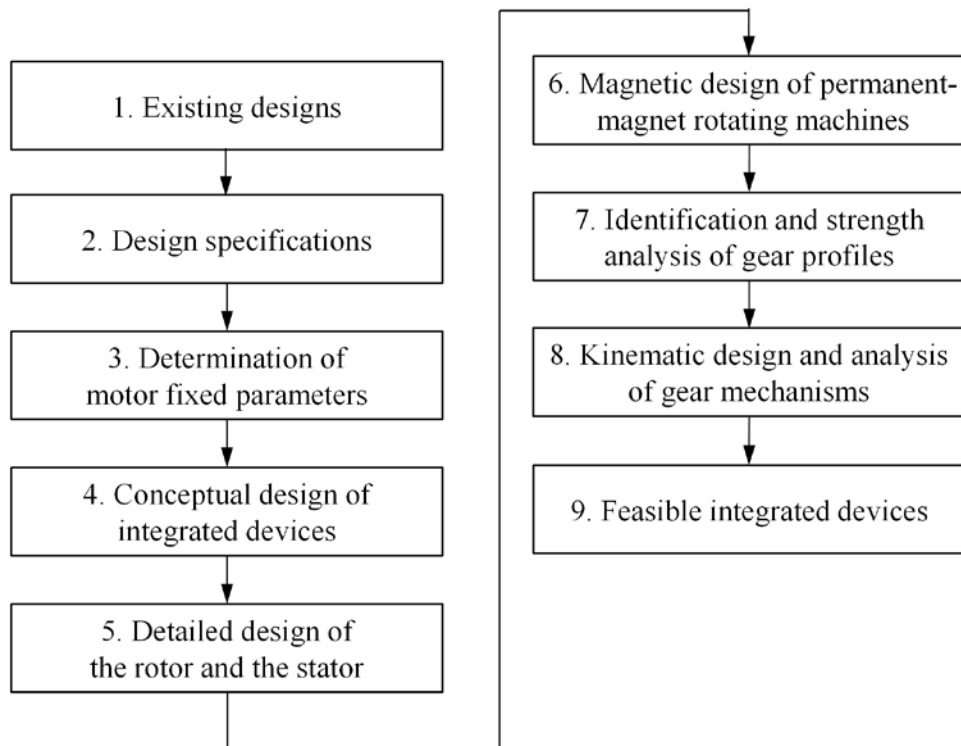 1. Existing designs
2. Design specifications
3. Determination of
motor fixed parameters
4. Conceptual design of
integrated devices
5. Detailed design of
the rotor and the stator
6. Magnetic design of permanent-
magnet rotating machines
7. Identification and strength
analysis of gear profiles
8. Kinematic design and analysis
of gear mechanisms
9. Feasible integrated devices